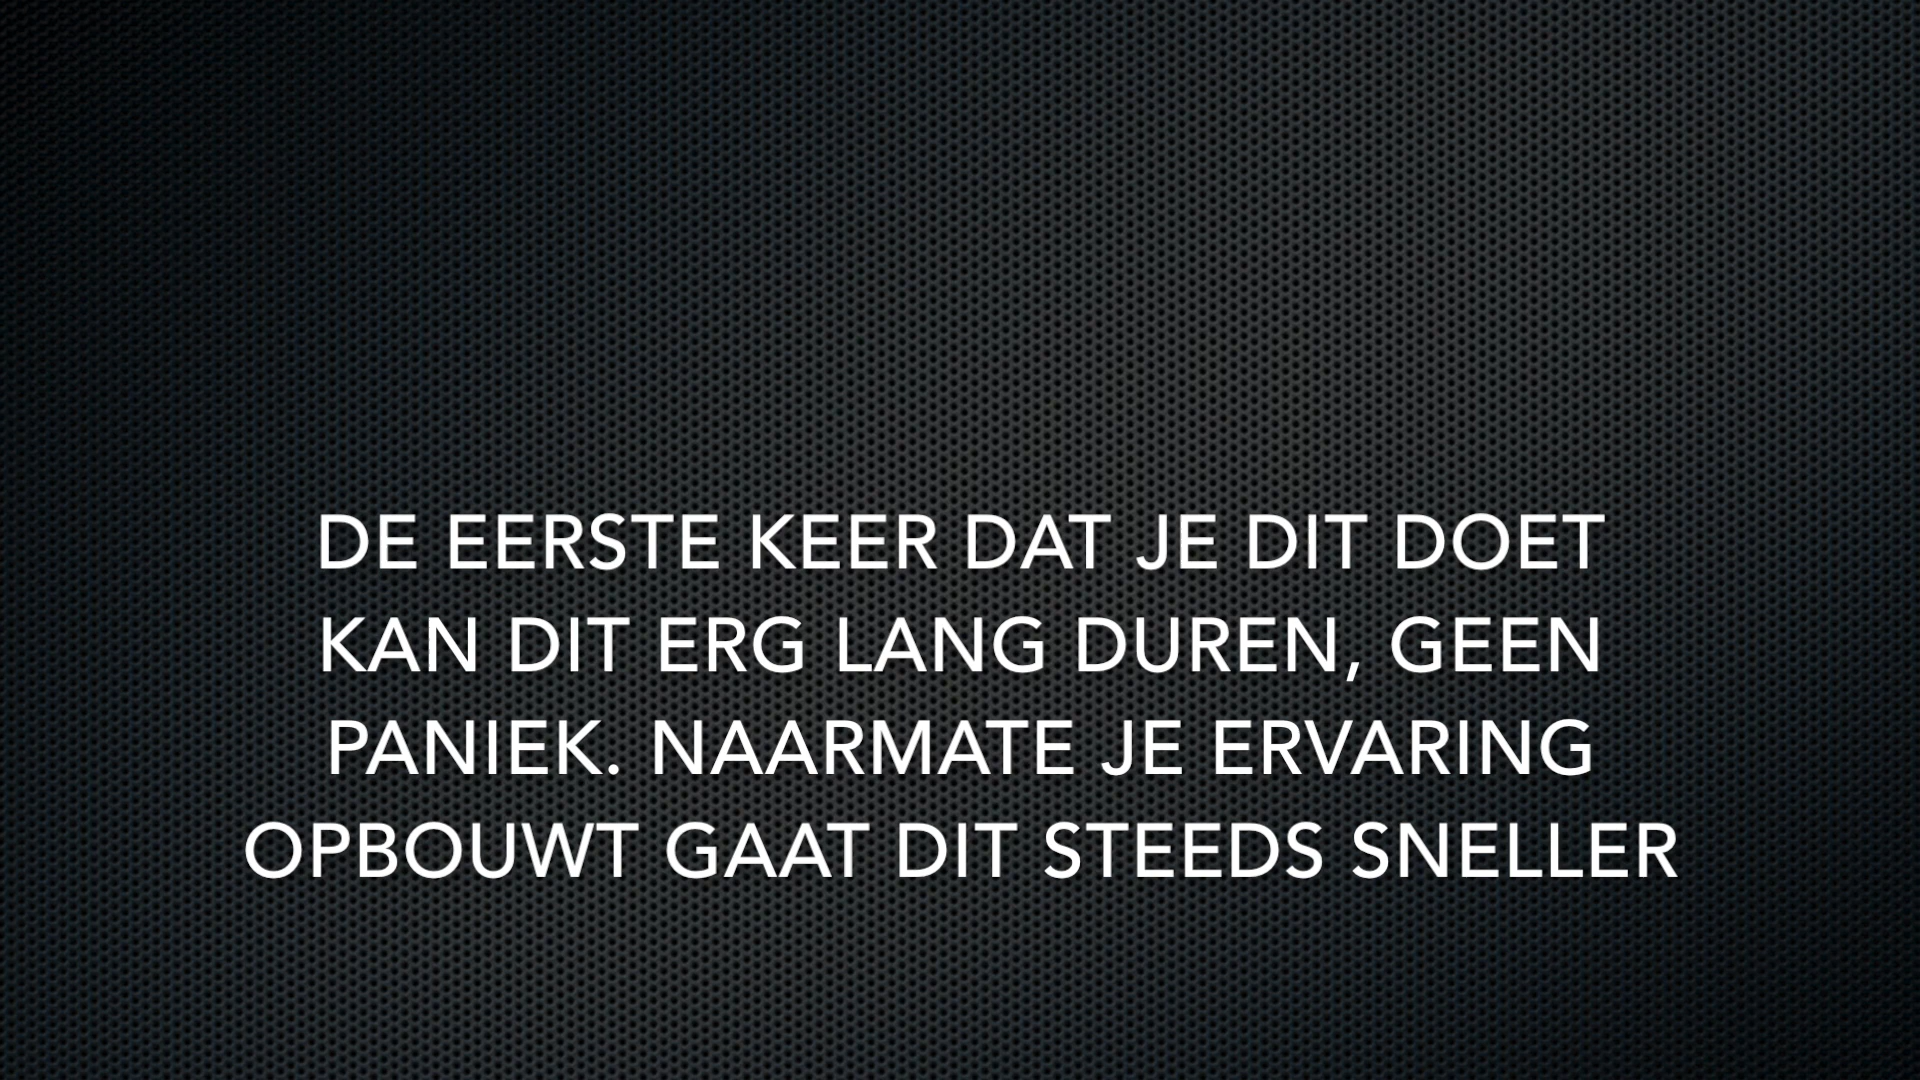 DE EERSTE KEER DAT JE DIT DOET
KAN DIT ERG LANG DUREN, GEEN
PANIEK. NAARMATE JE ERVARING
OPBOUWT GAAT DIT STEEDS SNELLER